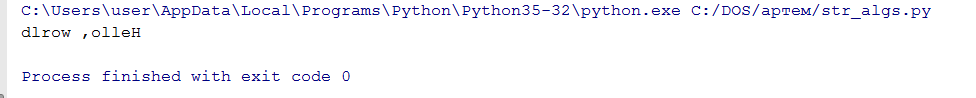 C:\Users\user\AppData\Local\Programs\Python\Python35-32\python.exe C:/DOS/артем/str_algs.py
dlrow ,olleH
Process finished with exit code 0